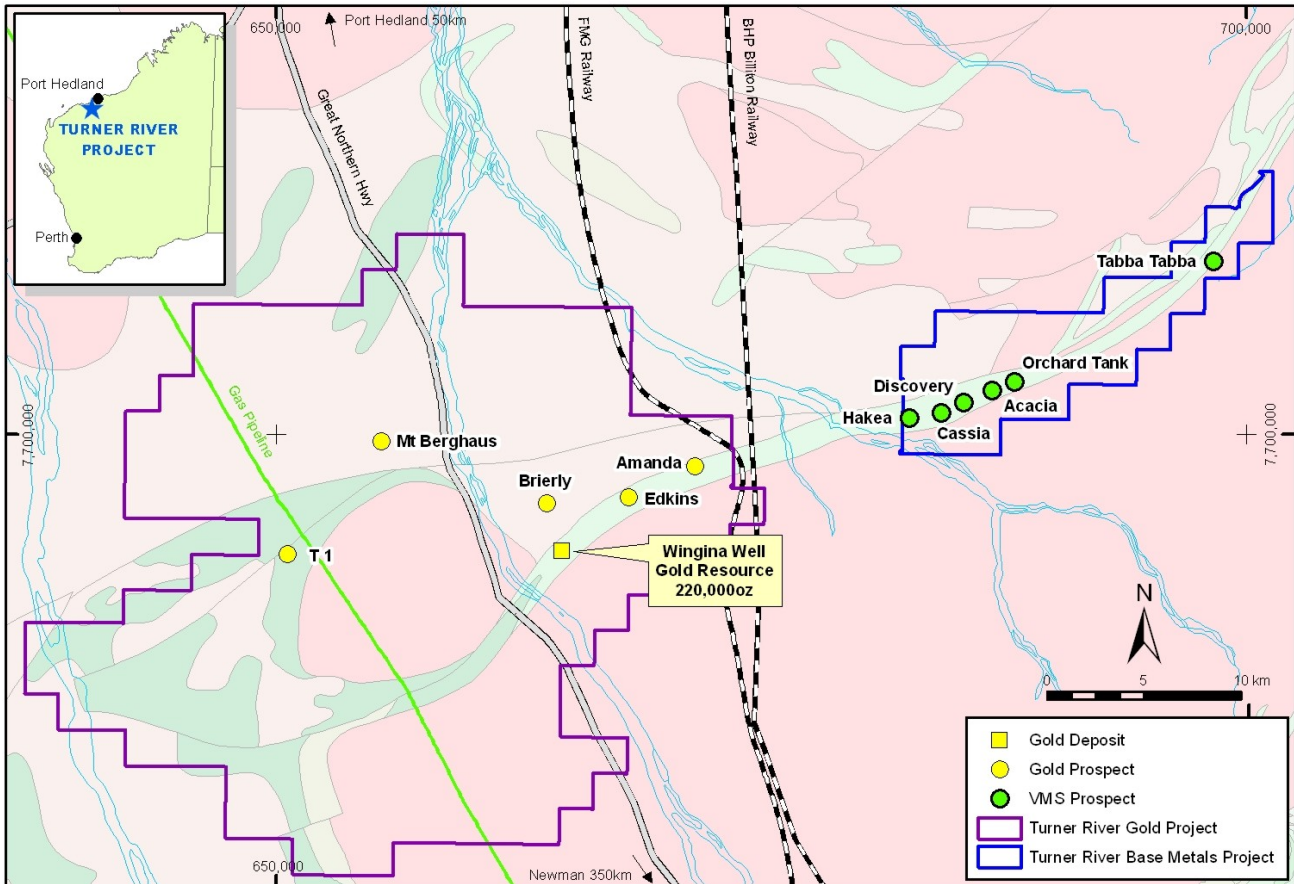 650,000
Port Hedland 50km
700,000
FMG Railway
BHP Billiton Railway
Great Northern Hwy
Port Hedland
TURNER RIVER
PROJECT
Perth
Tabba Tabba
Orchard Tank
Discovery
Acacia
Hakea
Cassia
7,700,000
7,700,000
Gas Pipeline
Mt Berghaus
Amanda
Brierly
Edkins
T 1
Wingina Well
Gold Resource
220,000oz
N
0 5 10 km
Gold Deposit
Gold Prospect
VMS Prospect
Turner River Gold Project
Turner River Base Metals Project
650,000
Newman 350km